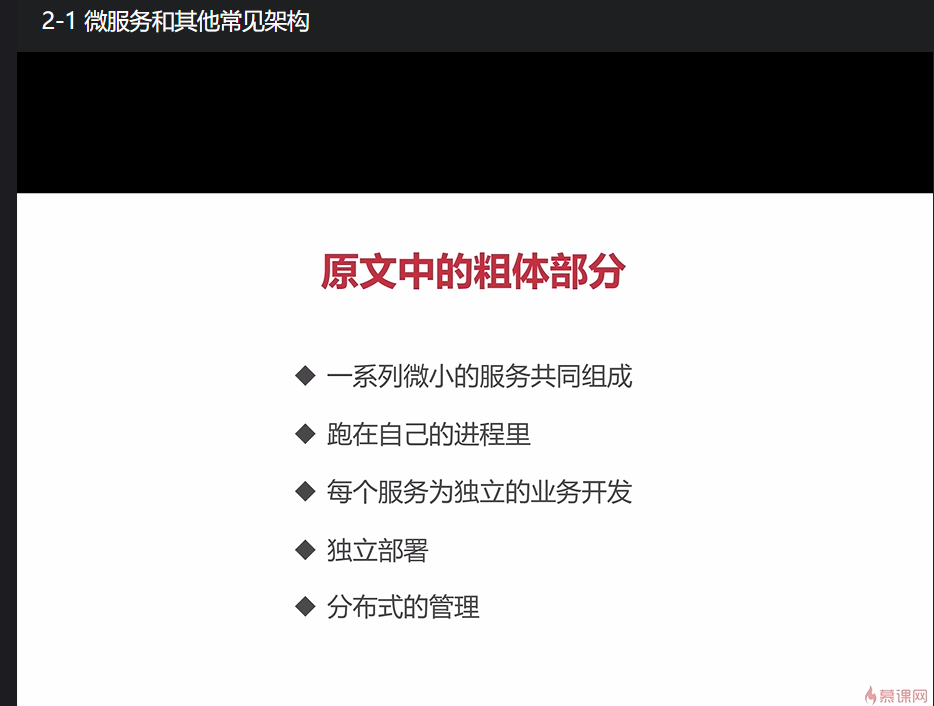 2-1 微服务和其他常见架构
原文中的粗体部分
◆ 一系列微小的服务共同组成
◆ 跑在自己的进程里
◆ 每个服务为独立的业务开发
◆ 独立部署
◆ 分布式的管理
慕课网